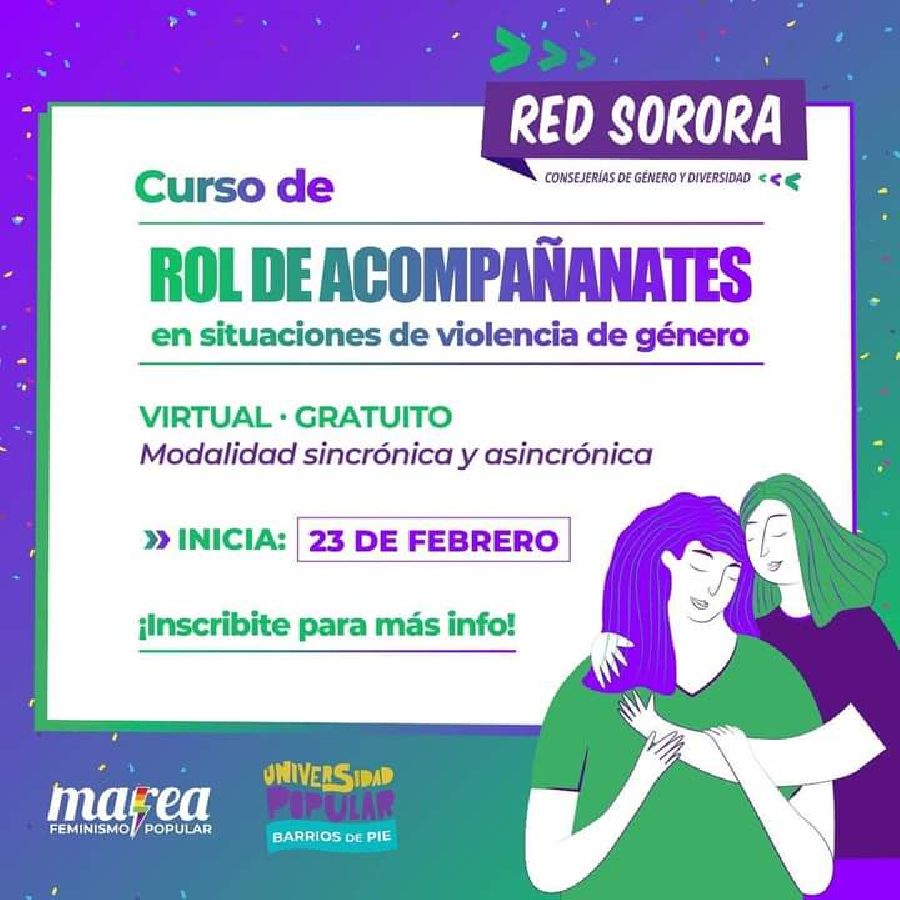 RED SORORA
CONSEJERÍAS DE GÉNERO Y DIVERSIDAD
Curso de
ROL DE ACOMPAÑANATES
en situaciones de violencia de género
VIRTUAL · GRATUITO
Modalidad sincrónica y asincrónica
INICIA: 23 DE FEBRERO
¡Inscribite para más info!
marea
FEMINISMO POPULAR
UNIVERSIDAD
POPULAR
BARRIOS DE PIE